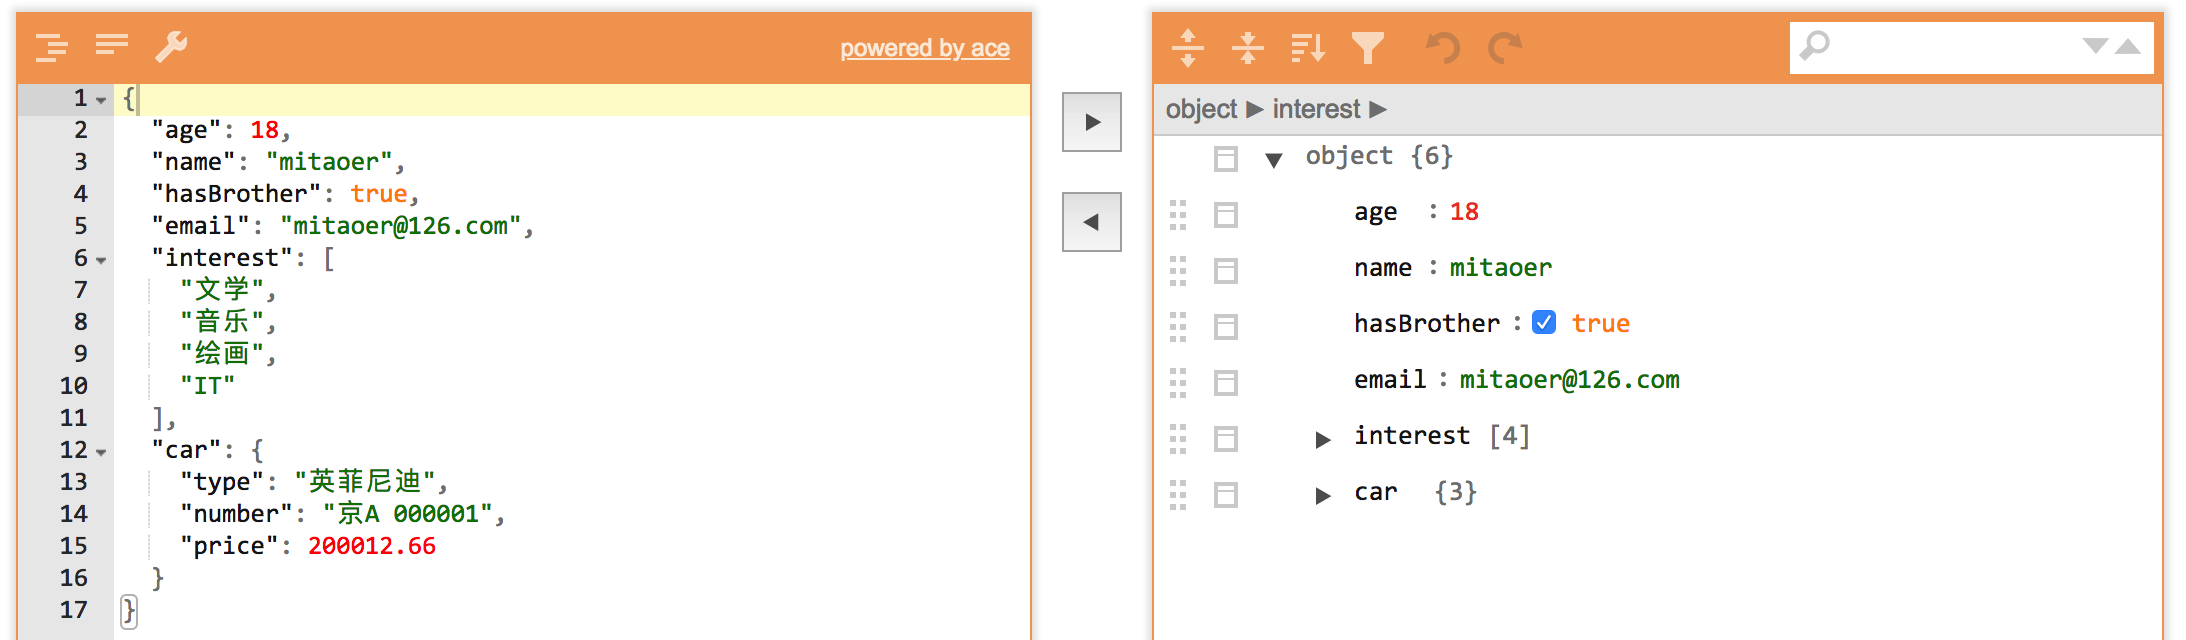 powered by ace
1 {
2 "age": 18,
3 "name": "mitaoer",
4 "hasBrother": true,
5 "email": "mitaoer@126.com",
6 "interest": [
7 "文学",
8 "音乐",
9 "绘画",
10 "IT"
11 ],
12 "car": {
13 "type": "英菲尼迪",
14 "number": "京A 000001",
15 "price": 200012.66
16 }
17 }
object ▶ interest ▶
object {6}
age : 18
name : mitaoer
hasBrother : true
email : mitaoer@126.com
interest [4]
car {3}